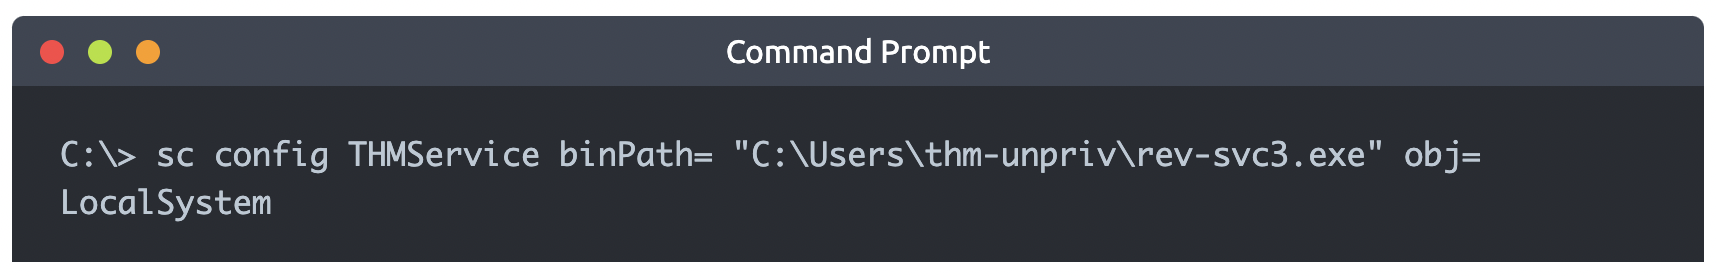 Command Prompt
C:\> sc config THMService binPath= "C:\Users\thm-unpriv\rev-svc3.exe" obj=
LocalSystem